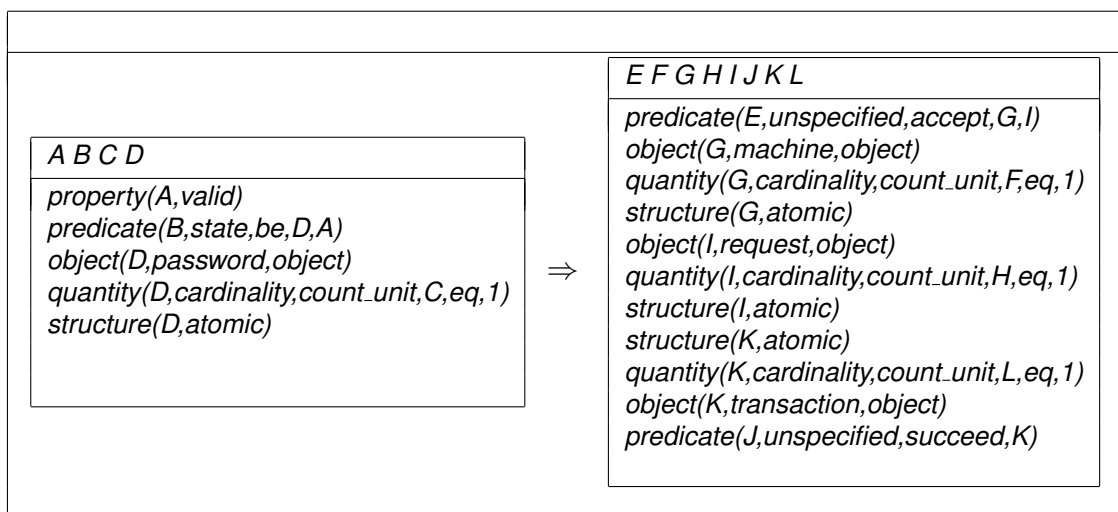 A B C D
property(A,valid)
predicate(B,state,be,D,A)
object(D,password,object)
quantity(D,cardinality,count_unit,C,eq,1)
structure(D,atomic)
⇒
E F G H I J K L
predicate(E,unspecified,accept,G,I)
object(G,machine,object)
quantity(G,cardinality,count_unit,F,eq,1)
structure(G,atomic)
object(I,request,object)
quantity(I,cardinality,count_unit,H,eq,1)
structure(I,atomic)
structure(K,atomic)
quantity(K,cardinality,count_unit,L,eq,1)
object(K,transaction,object)
predicate(J,unspecified,succeed,K)